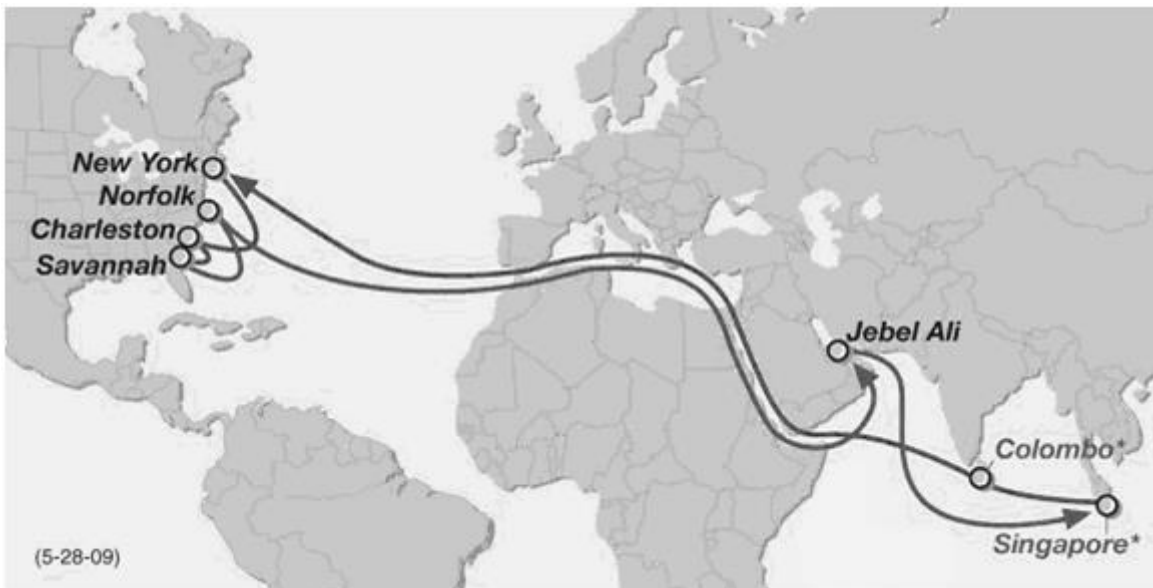 New York
Norfolk
Charleston
Savannah
Jebel Ali
Colombo*
Singapore*
(5-28-09)